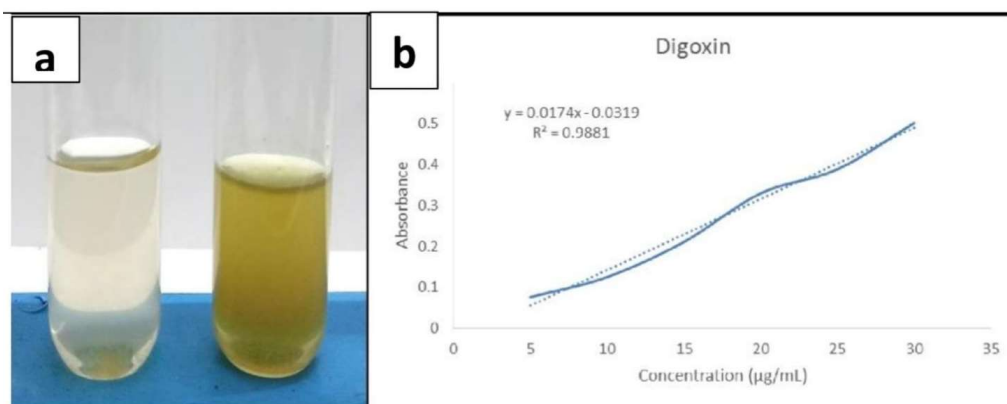 a
b
Digoxin
y = 0.0174x - 0.0319
R² = 0.9881
0.5
0.4
0.3
0.2
0.1
0
Absorbance
0 5 10 15 20 25 30 35
Concentration (µg/mL)